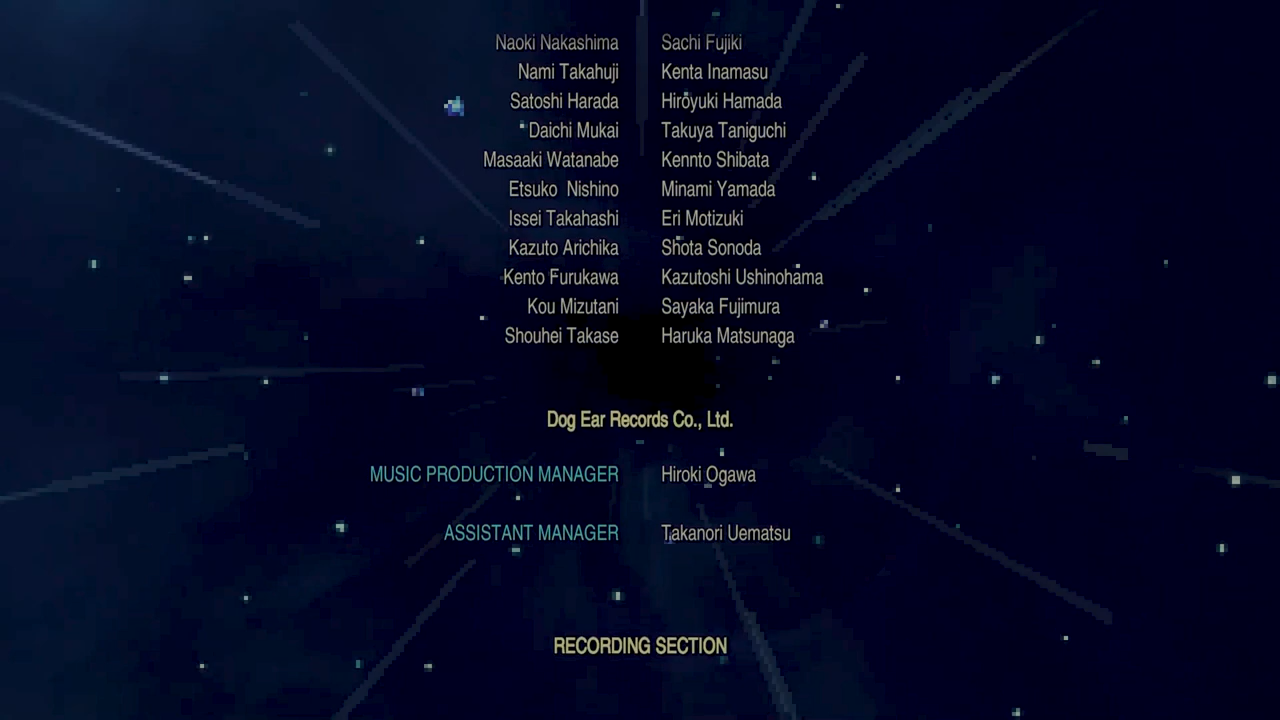 Naoki Nakashima Sachi Fujiki
Nami Takahuji Kenta Inamasu
Satoshi Harada Hiroyuki Hamada
Daichi Mukai Takuya Taniguchi
Masaaki Watanabe Kennto Shibata
Etsuko Nishino Minami Yamada
Issei Takahashi Eri Motizuki
Kazuto Arichika Shota Sonoda
Kento Furukawa Kazutoshi Ushinohama
Kou Mizutani Sayaka Fujimura
Shouhei Takase Haruka Matsunaga
Dog Ear Records Co., Ltd.
MUSIC PRODUCTION MANAGER Hiroki Ogawa
ASSISTANT MANAGER Takanori Uematsu
RECORDING SECTION